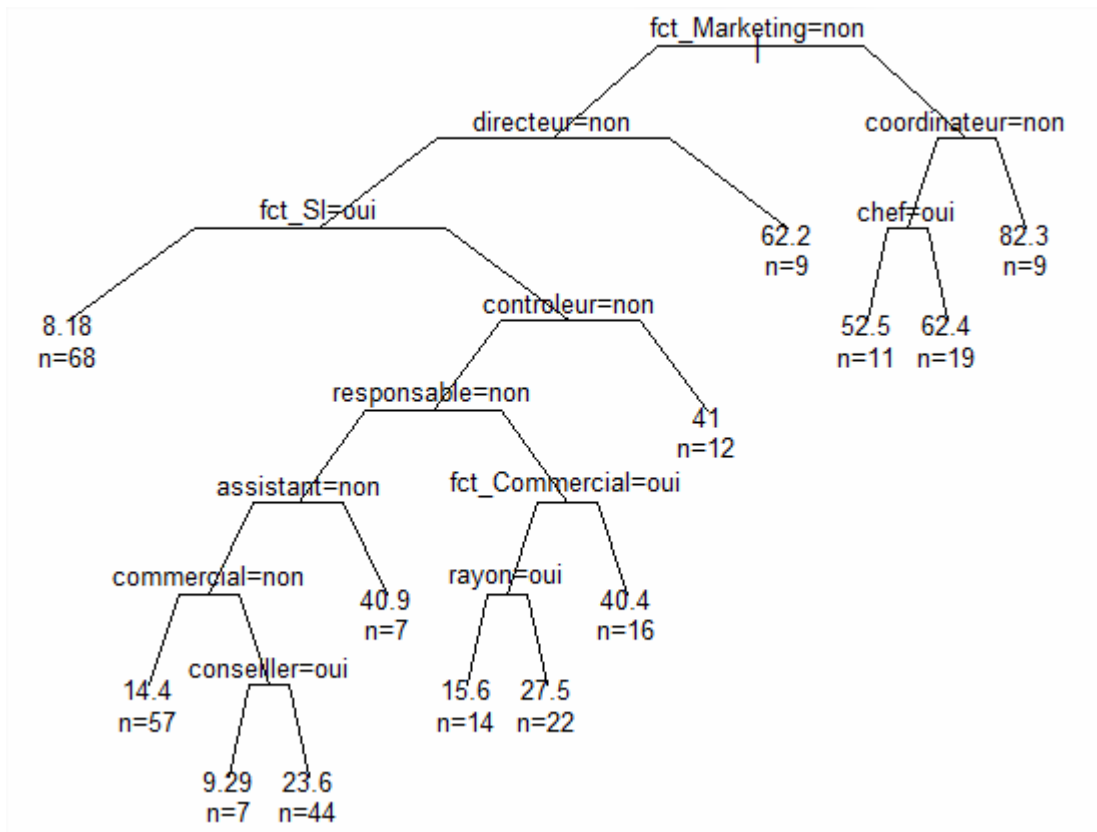 fct_Marketing=non
directeur=non
coordinateur=non
fct_SI=oui
chef=oui
62.2
n=9
82.3
n=9
controleur=non
8.18
n=68
52.5
n=11
62.4
n=19
responsable=non
41
n=12
assistant=non
fct_Commercial=oui
commercial=non
rayon=oui
40.9
n=7
40.4
n=16
conseiller=oui
14.4
n=57
15.6
n=14
27.5
n=22
9.29
n=7
23.6
n=44